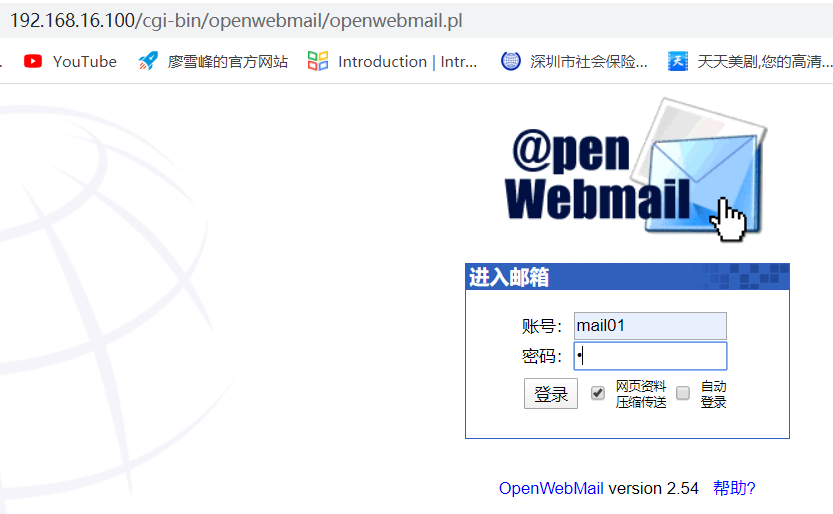 192.168.16.100/cgi-bin/openwebmail/openwebmail.pl
YouTube 廖雪峰的官方网站 Introduction | Intr... 深圳市社会保险... 天 天天美剧,您的高清...
@pen
Webmail
进入邮箱
账号: mail01
密码: •
登录 网页资料 自动
压缩传送 登录
OpenWebMail version 2.54 帮助?